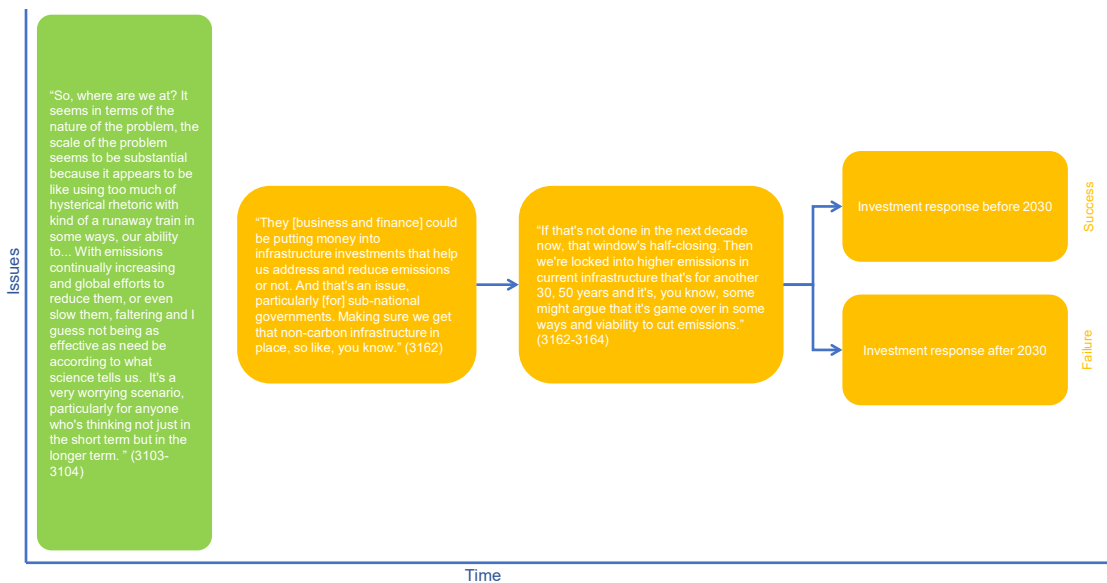 Issues
“So, where are we at? It
seems in terms of the
nature of the problem, the
scale of the problem
seems to be substantial
because it appears to be
like using too much of
hysterical rhetoric with
kind of a runaway train in
some ways, our ability
to... With emissions
continually increasing
and global efforts to
reduce them, or even
slow them, faltering and I
guess not being as
effective as need be
according to what
science tells us.  It's a
very worrying scenario,
particularly for anyone
who's thinking not just in
the short term but in the
longer term. ” (3103-
3104)
“They [business and finance] could
be putting money into
infrastructure investments that help
us address and reduce emissions
or not. And that's an issue,
particularly [for] sub-national
governments. Making sure we get
that non-carbon infrastructure in
place, so like, you know.” (3162)
“If that's not done in the next decade
now, that window's half-closing. Then
we're locked into higher emissions in
current infrastructure that's for another
30, 50 years and it's, you know, some
might argue that it's game over in some
ways and viability to cut emissions.”
(3162-3164)
Investment response before 2030
Success
Investment response after 2030
Failure
Time